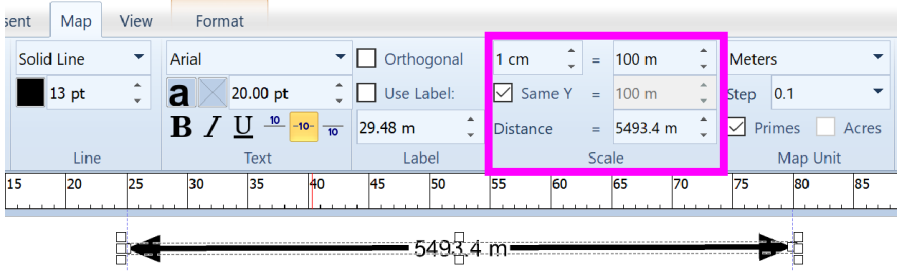 sent Map View Format
Solid Line Arial Orthogonal 1 cm = 100 m Meters
13 pt a 20.00 pt Use Label: Same Y = 100 m Step 0.1
B I U 10 -10- 10 29.48 m Distance = 5493.4 m Primes Acres
Line Text Label Scale Map Unit
15 20 25 30 35 40 45 50 55 60 65 70 75 80 85
5493.4 m